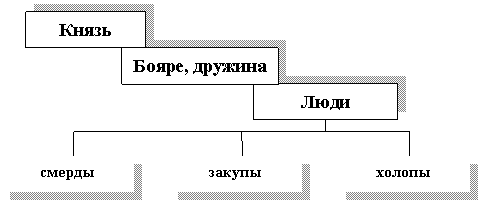 Князь
Бояре, дружина
Люди
смерды
закупы
холопы